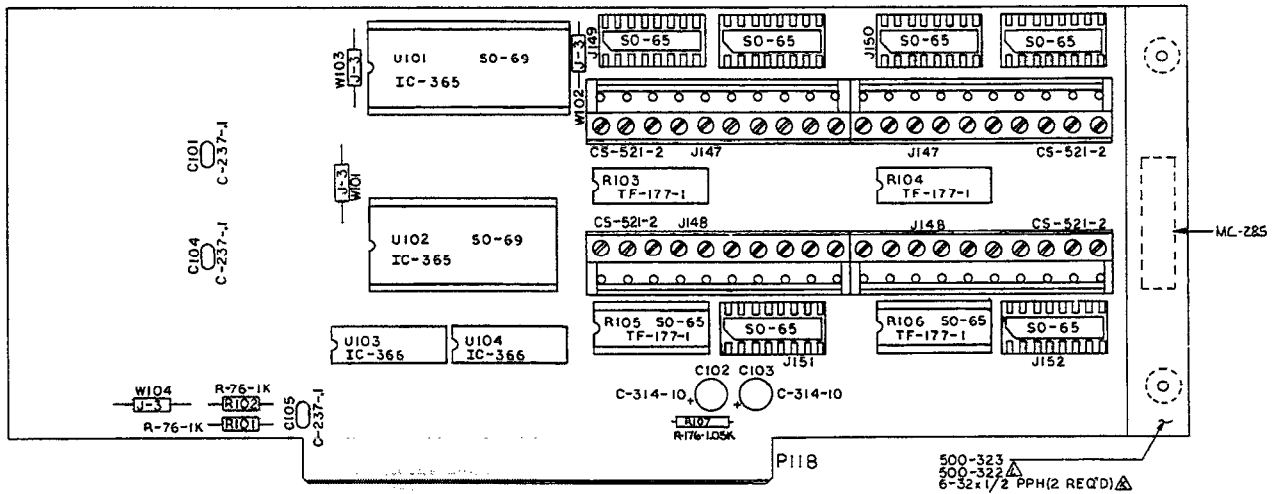 W103
J-3
U101 SO-69
IC-365
J-3
W102
J149
SO-65
SO-65
J150
SO-65
SO-65
CS-521-2 J147
J147 CS-521-2
C101
C-237-.1
J-3
W101
R103
TF-177-1
R104
TF-177-1
C104
C-237-.1
U102 SO-69
IC-365
CS-521-2 J148
J148 CS-521-2
MC-285
U103
IC-366
U104
IC-366
R105 SO-65
TF-177-1
SO-65
J151
R106 SO-65
TF-177-1
SO-65
J152
W104
J-3
R-76-1K
R102
R-76-1K
R101
C105
C-237-.1
C102 C103
C-314-10 + + C-314-10
R107
R-176-1.05K
P118
500-323
500-322
6-32x1/2 PPH(2 REQ'D)